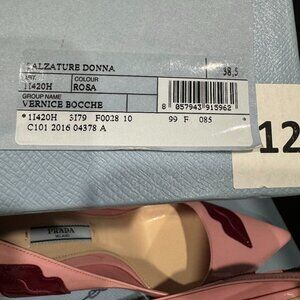 CALZATURE DONNA 38,5
ART. COLOUR
1I420H ROSA
GROUP NAME
VERNICE BOCCHE
8 057943 915962
*1I420H 3I79 F0028 10 99 F 085 *
C101 2016 04378 A
12
PRADA
MILANO